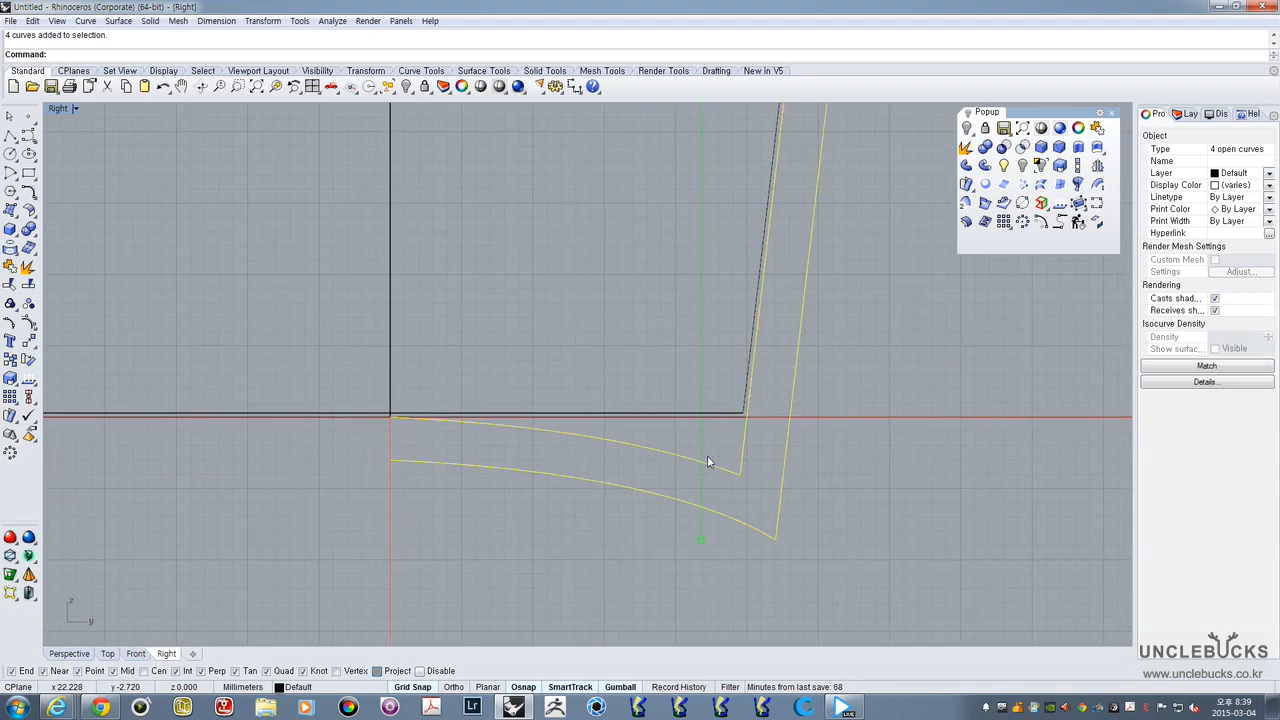 Untitled - Rhinoceros (Corporate) (64-bit) - [Right]
File Edit View Curve Surface Solid Mesh Dimension Transform Tools Analyze Render Panels Help
4 curves added to selection.
Command:
Standard CPlanes Set View Display Select Viewport Layout Visibility Transform Curve Tools Surface Tools Solid Tools Mesh Tools Render Tools Drafting New in V5
Right
Popup
Pro Lay Dis Hel
Object
Type 4 open curves
Name
Layer Default
Display Color (varies)
Linetype By Layer
Print Color By Layer
Print Width By Layer
Hyperlink
Render Mesh Settings
Custom Mesh
Settings Adjust...
Rendering
Casts shad...
Receives sh...
Isocurve Density
Density
Show surfac... Visible
Match
Details...
z
y
Perspective Top Front Right
End Near Point Mid Cen Int Perp Tan Quad Knot Vertex Project Disable
CPlane x 22.228 y -2.720 z 0.000 Millimeters Default Grid Snap Ortho Planar Osnap SmartTrack Gumball Record History Filter Minutes from last save: 68
UNCLEBUCKS
www.unclebucks.co.kr
오후 8:39
2015-03-04